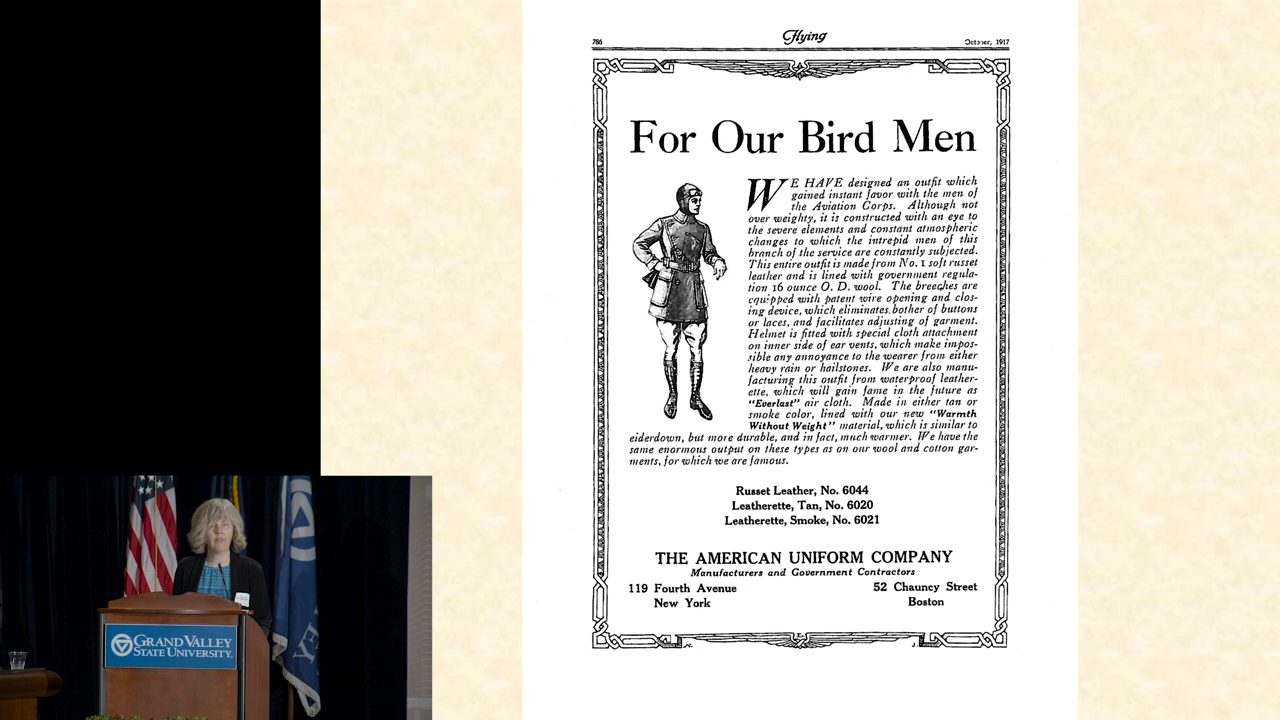 786
Flying
October, 1917
For Our Bird Men
WE HAVE designed an outfit which
gained instant favor with the men of
the Aviation Corps. Although not
over weighty, it is constructed with an eye to
the severe elements and constant atmospheric
changes to which the intrepid men of this
branch of the service are constantly subjected.
This entire outfit is made from No. 1 soft russet
leather and is lined with government regula-
tion 16 ounce O. D. wool. The breeches are
equipped with patent wire opening and clos-
ing device, which eliminates bother of buttons
or laces, and facilitates adjusting of garment.
Helmet is fitted with special cloth attachment
on inner side of ear vents, which make impos-
sible any annoyance to the wearer from either
heavy rain or hailstones. We are also manu-
facturing this outfit from waterproof leather-
ette, which will gain fame in the future as
"Everlast" air cloth. Made in either tan or
smoke color, lined with our new "Warmth
Without Weight" material, which is similar to
eiderdown, but more durable, and in fact, much warmer. We have the
same enormous output on these types as on our wool and cotton gar-
ments, for which we are famous.
Russet Leather, No. 6044
Leatherette, Tan, No. 6020
Leatherette, Smoke, No. 6021
THE AMERICAN UNIFORM COMPANY
Manufacturers and Government Contractors
119 Fourth Avenue
New York
52 Chauncy Street
Boston
GRAND VALLEY
STATE UNIVERSITY.